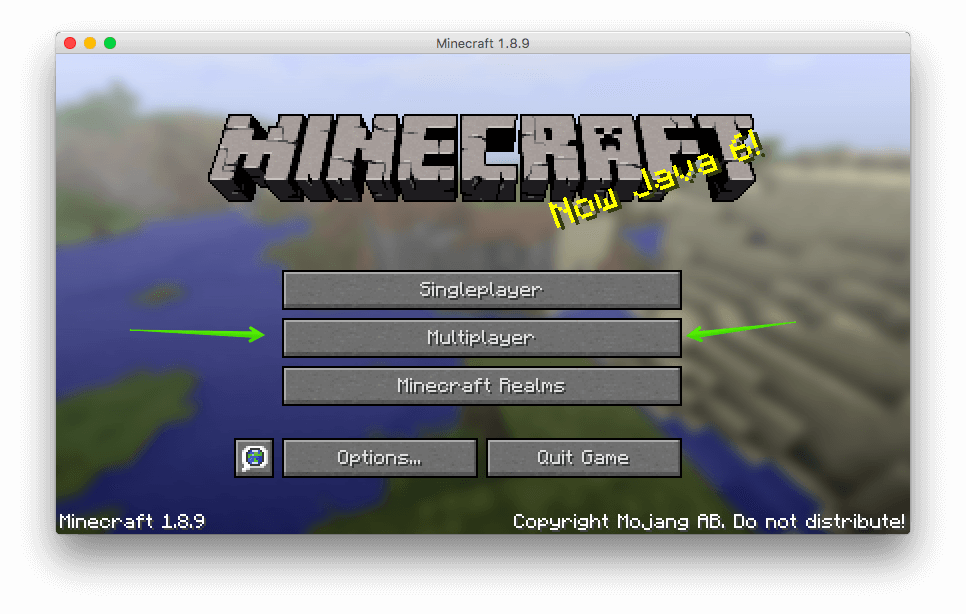 Minecraft 1.8.9
MINECRAFT
Now Java 6!
Singleplayer
Multiplayer
Minecraft Realms
Options...
Quit Game
Minecraft 1.8.9
Copyright Mojang AB. Do not distribute!